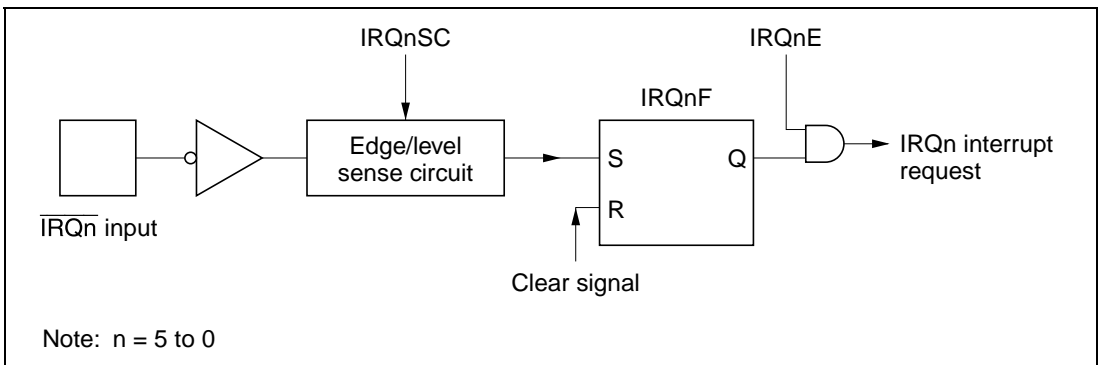 IRQnSC
IRQnE
IRQnF
Edge/level
sense circuit
S
Q
R
IRQn interrupt
request
IRQn input
Clear signal
Note: n = 5 to 0